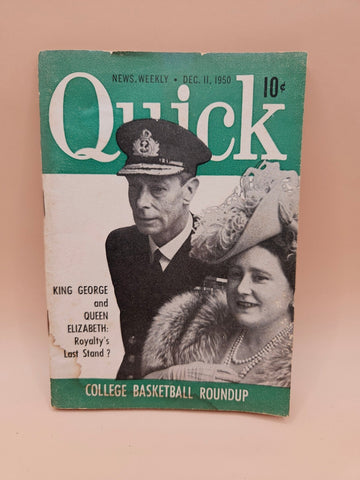 NEWS, WEEKLY • DEC. 11, 1950
10¢
Quick
KING GEORGE
and
QUEEN
ELIZABETH:
Royalty's
Last Stand?
COLLEGE BASKETBALL ROUNDUP